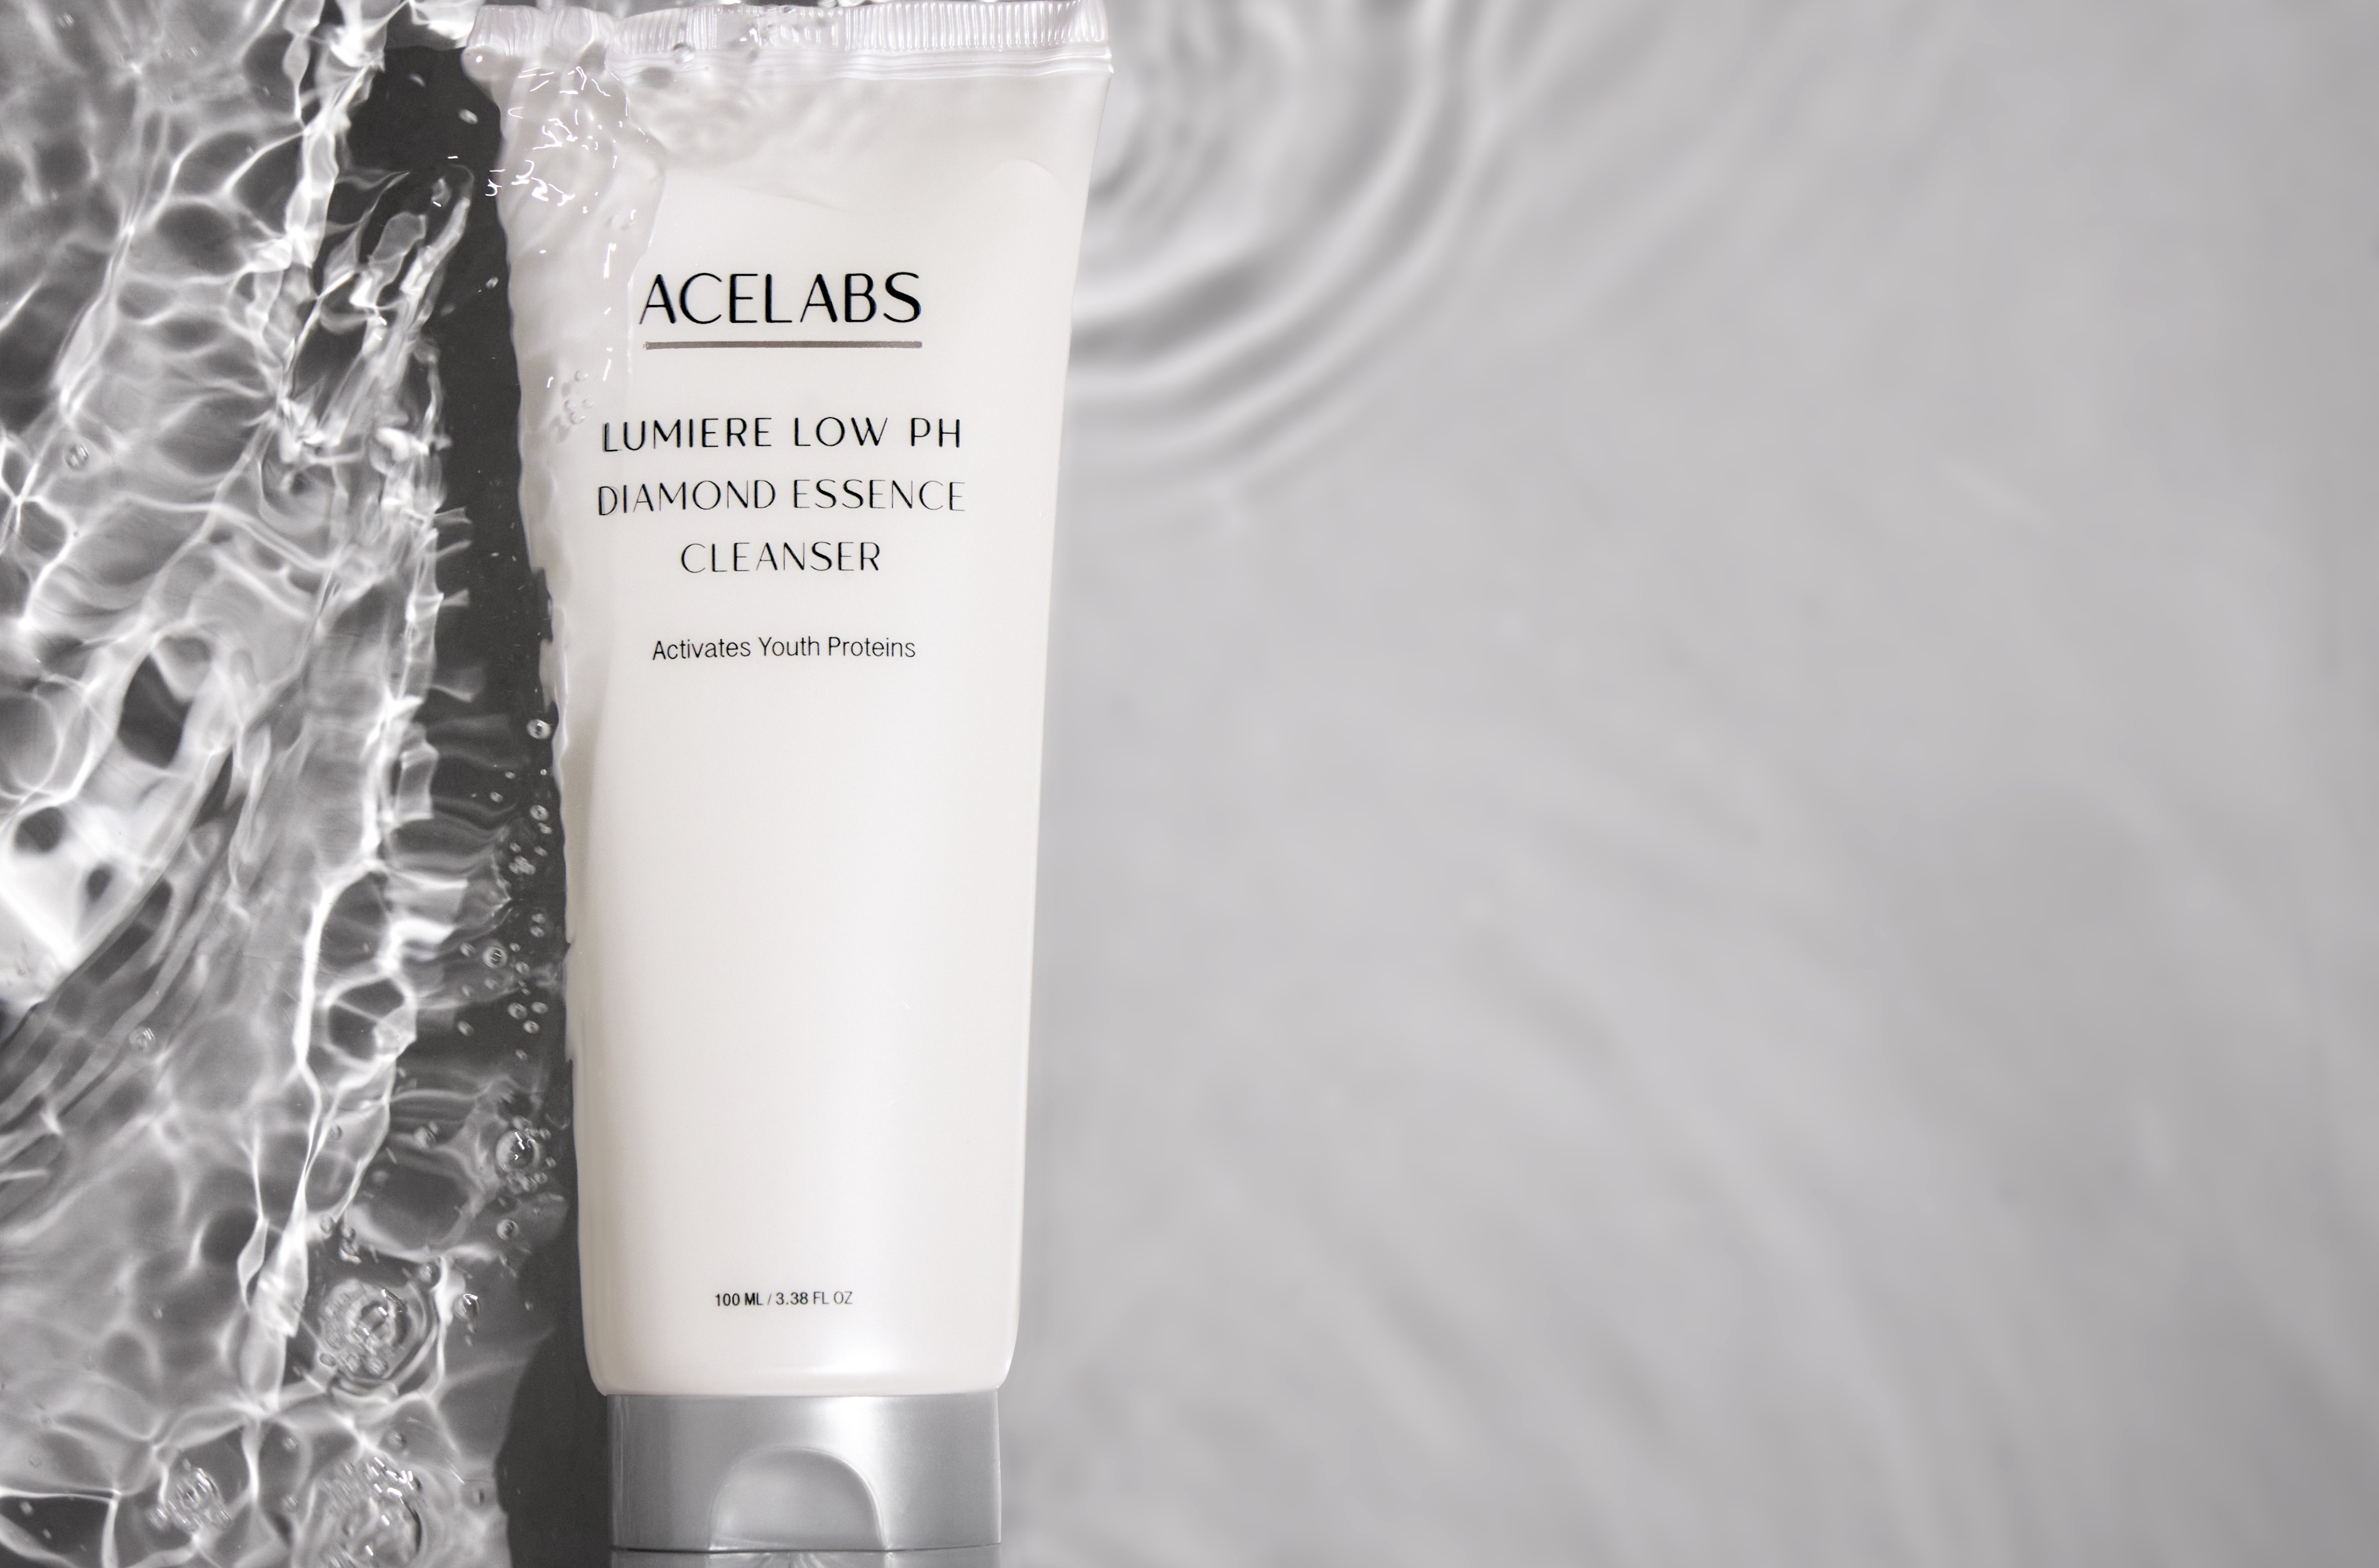 ACELABS
LUMIERE LOW PH
DIAMOND ESSENCE
CLEANSER
Activates Youth Proteins
100 ML / 3.38 FL OZ